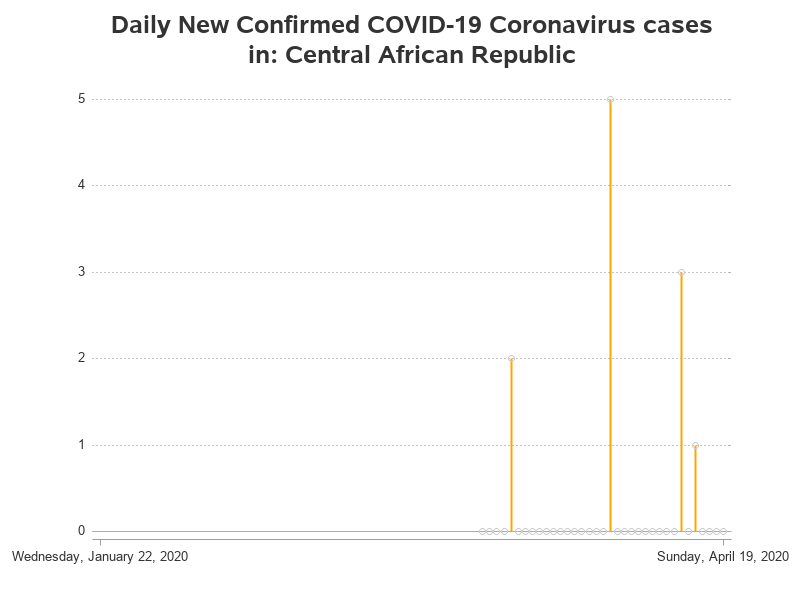 Daily New Confirmed COVID-19 Coronavirus cases
in: Central African Republic
5
4
3
2
1
0
Wednesday, January 22, 2020 Sunday, April 19, 2020